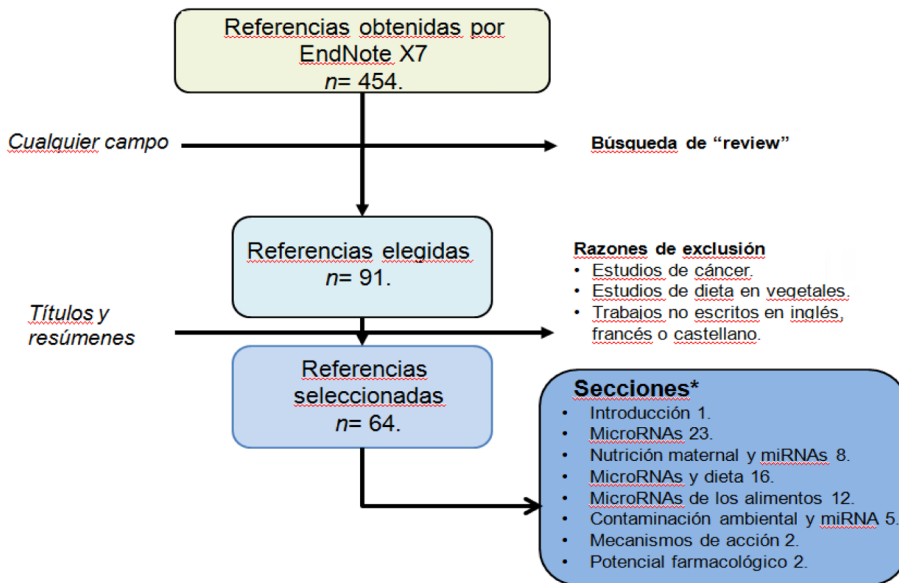 Referencias obtenidas por
EndNote X7
n= 454.
Cualquier campo
Búsqueda de “review”
Referencias elegidas
n= 91.
Razones de exclusión
• Estudios de cáncer.
• Estudios de dieta en vegetales.
• Trabajos no escritos en inglés,
francés o castellano.
Títulos y
resúmenes
Referencias
seleccionadas
n= 64.
Secciones*
• Introducción 1.
• MicroRNAs 23.
• Nutrición maternal y miRNAs 8.
• MicroRNAs y dieta 16.
• MicroRNAs de los alimentos 12.
• Contaminación ambiental y miRNA 5.
• Mecanismos de acción 2.
• Potencial farmacológico 2.